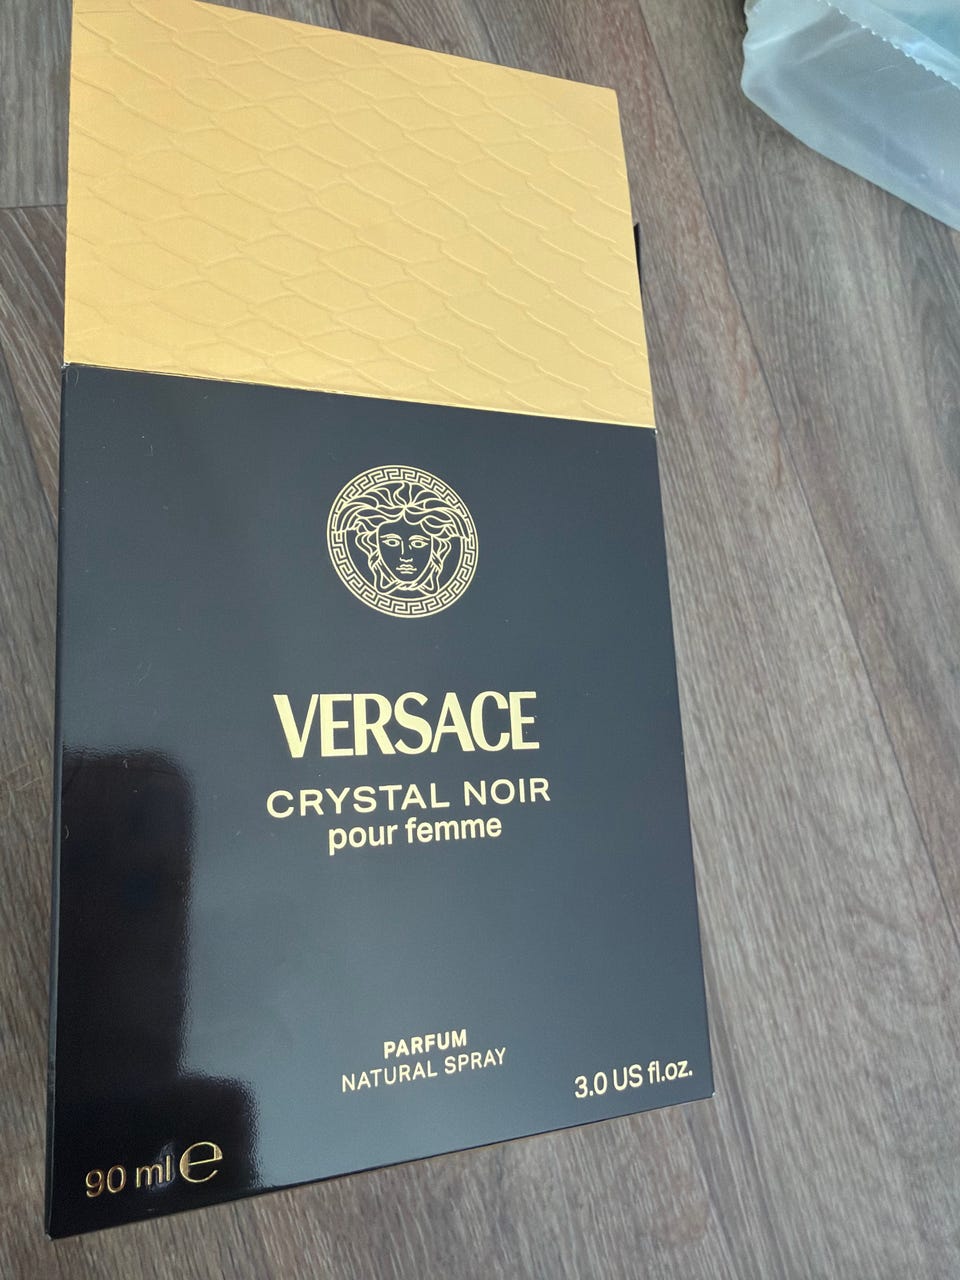 VERSACE
CRYSTAL NOIR
pour femme
PARFUM
NATURAL SPRAY
3.0 US fl.oz.
90 ml e